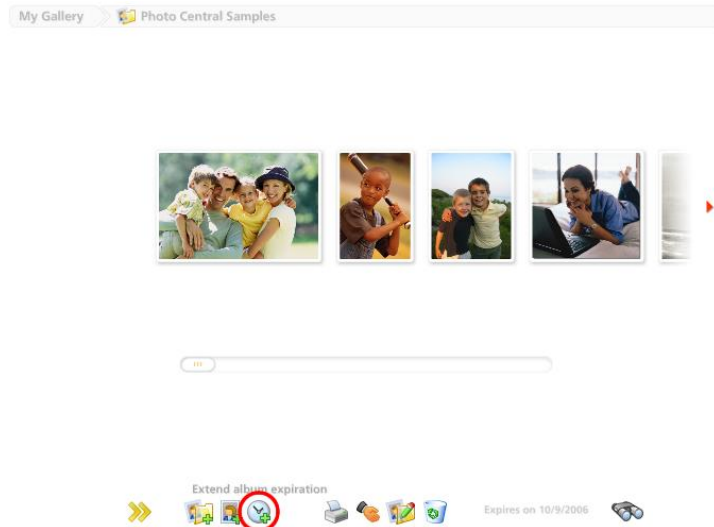 My Gallery Photo Central Samples
Extend album expiration
Expires on 10/9/2006